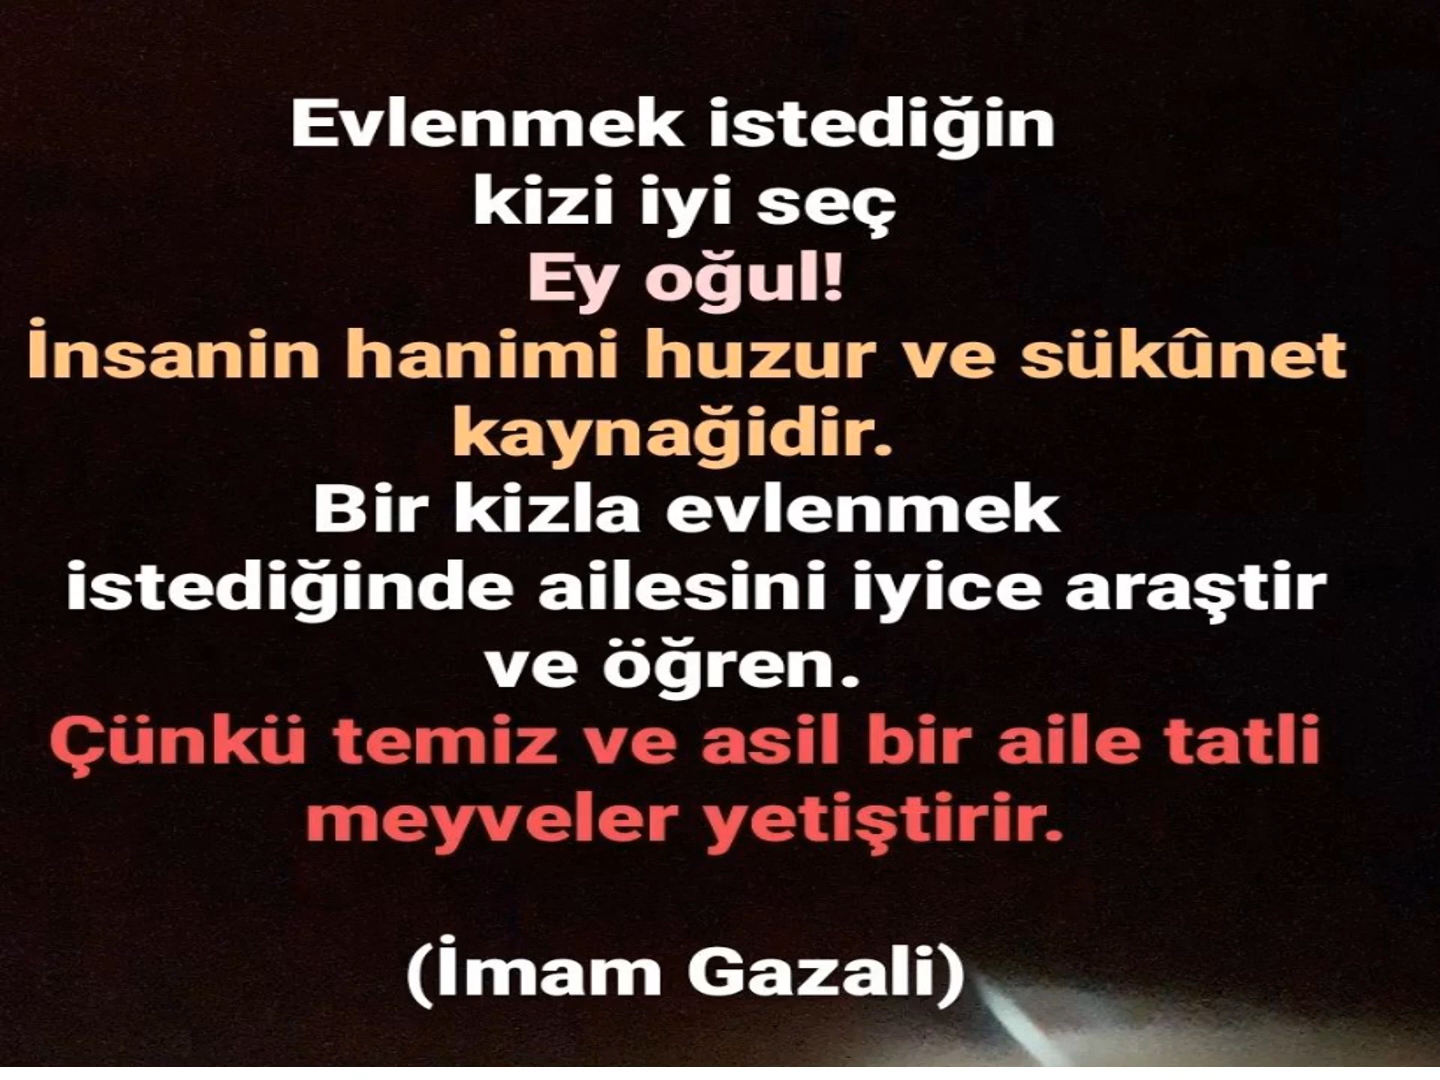 Evlenmek istediğin
kizi iyi seç
Ey oğul!
İnsanin hanimi huzur ve sükûnet
kaynağidir.
Bir kizla evlenmek
istediğinde ailesini iyice araştir
ve öğren.
Çünkü temiz ve asil bir aile tatli
meyveler yetiştirir.
(İmam Gazali)